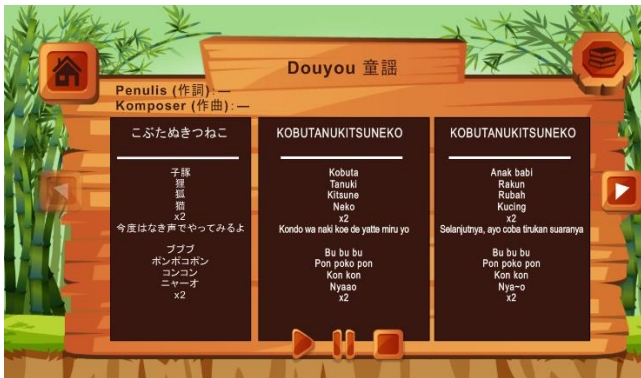 Douyou 童謡
Penulis (作詞): —
Komposer (作曲): —
こぶたぬきつねこ
子豚
狸
狐
猫
x2
今度はなき声でやってみるよ
ブブブ
ポンポコポン
コンコン
ニャーオ
x2
KOBUTANUKITSUNEKO
Kobuta
Tanuki
Kitsune
Neko
x2
Kondo wa naki koe de yatte miru yo
Bu bu bu
Pon poko pon
Kon kon
Nyaao
x2
KOBUTANUKITSUNEKO
Anak babi
Rakun
Rubah
Kucing
x2
Selanjutnya, ayo coba tirukan suaranya
Bu bu bu
Pon poko pon
Kon kon
Nya~o
x2